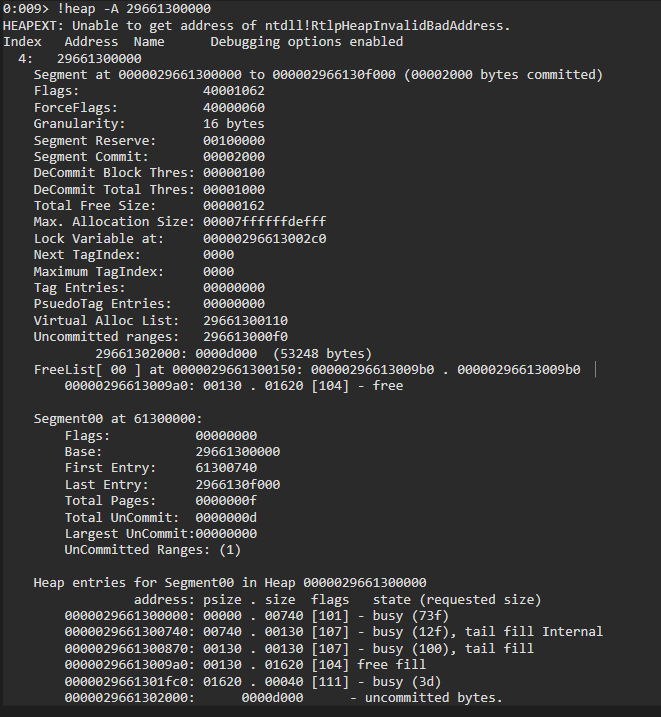 0:009> !heap -A 29661300000
HEAPEXT: Unable to get address of ntdll!RtlpHeapInvalidBadAddress.
Index   Address  Name      Debugging options enabled
  4:   29661300000
    Segment at 0000029661300000 to 000002966130f000 (00002000 bytes committed)
    Flags:                40001062
    ForceFlags:           40000060
    Granularity:          16 bytes
    Segment Reserve:      00100000
    Segment Commit:       00002000
    DeCommit Block Thres: 00000100
    DeCommit Total Thres: 00001000
    Total Free Size:      00000162
    Max. Allocation Size: 00007ffffffdefff
    Lock Variable at:     00000296613002c0
    Next TagIndex:        0000
    Maximum TagIndex:     0000
    Tag Entries:          00000000
    PsuedoTag Entries:    00000000
    Virtual Alloc List:   29661300110
    Uncommitted ranges:   296613000f0
            29661302000: 0000d000  (53248 bytes)
    FreeList[ 00 ] at 0000029661300150: 00000296613009b0 . 00000296613009b0  |
        00000296613009a0: 00130 . 01620 [104] - free

    Segment00 at 61300000:
        Flags:           00000000
        Base:            29661300000
        First Entry:     61300740
        Last Entry:      2966130f000
        Total Pages:     0000000f
        Total UnCommit:  0000000d
        Largest UnCommit:00000000
        UnCommitted Ranges: (1)

    Heap entries for Segment00 in Heap 0000029661300000
                 address: psize . size  flags   state (requested size)
        0000029661300000: 00000 . 00740 [101] - busy (73f)
        0000029661300740: 00740 . 00130 [107] - busy (12f), tail fill Internal
        0000029661300870: 00130 . 00130 [107] - busy (100), tail fill
        00000296613009a0: 00130 . 01620 [104] free fill
        0000029661301fc0: 01620 . 00040 [111] - busy (3d)
        0000029661302000:      0000d000      - uncommitted bytes.